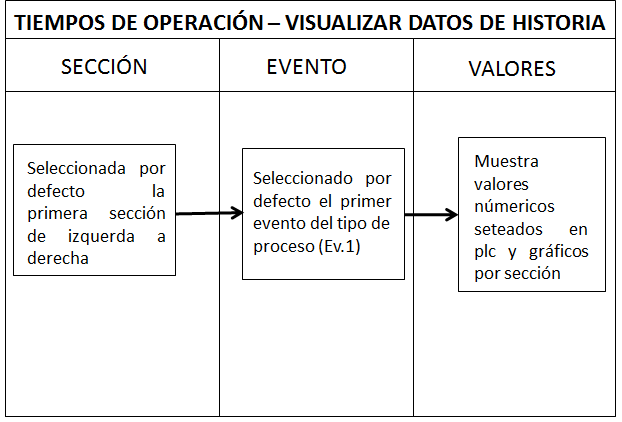 TIEMPOS DE OPERACIÓN – VISUALIZAR DATOS DE HISTORIA
SECCIÓN
EVENTO
VALORES
Seleccionada por
defecto la
primera sección
de izquerda a
derecha
Seleccionado por
defecto el primer
evento del tipo de
proceso (Ev.1)
Muestra
valores
númericos
seteados en
plc y gráficos
por sección